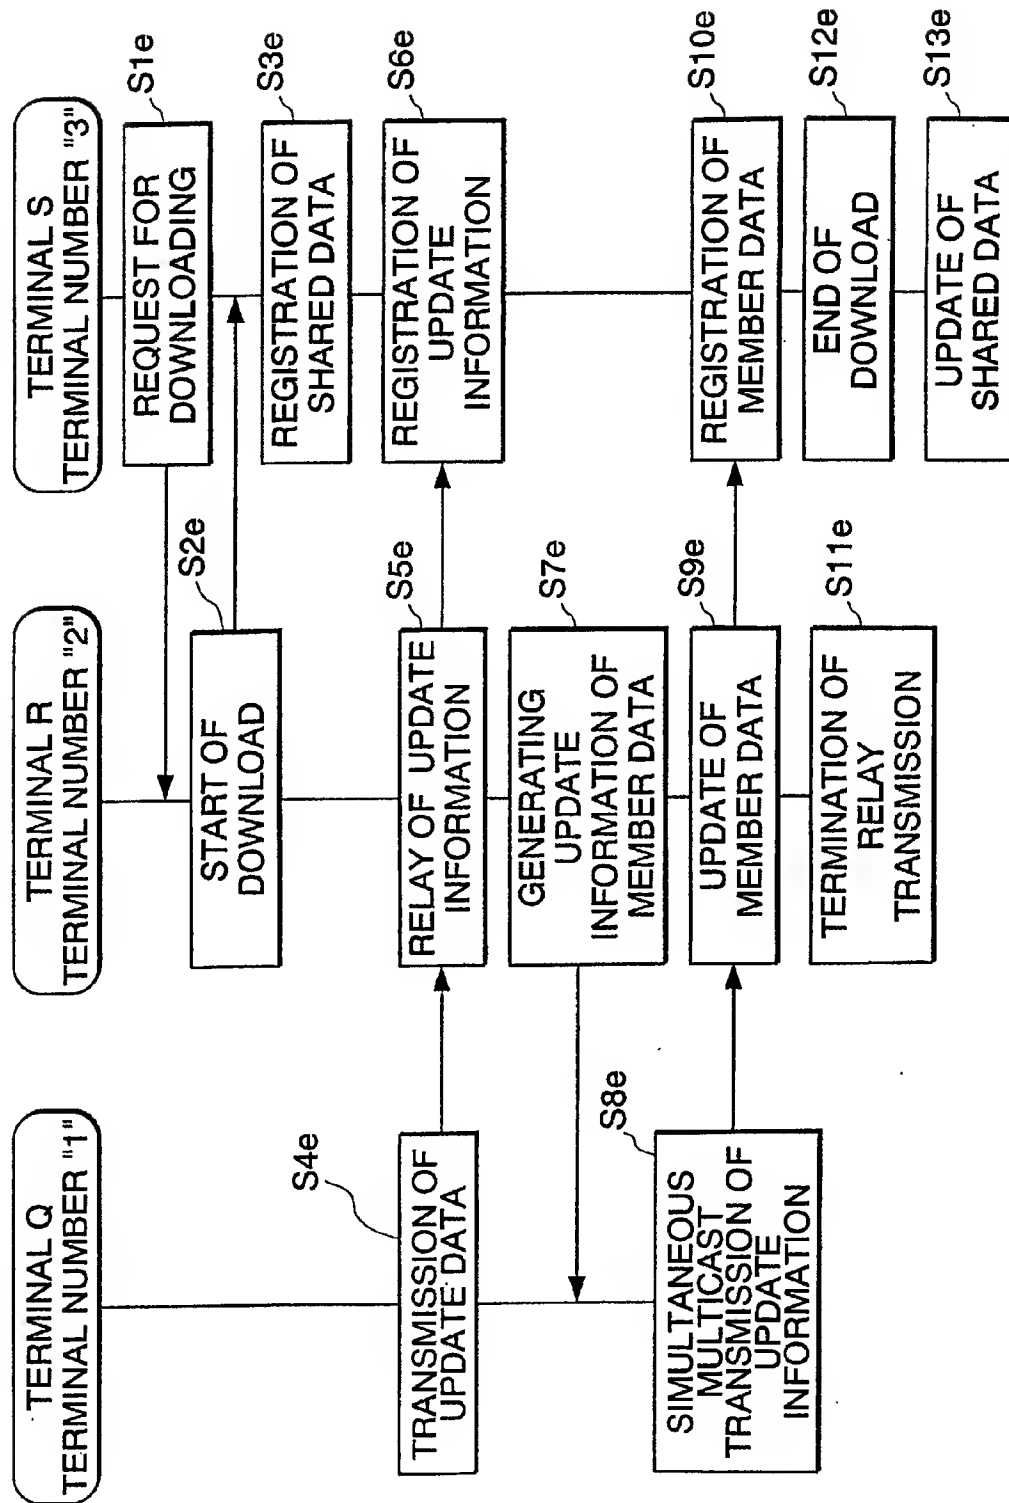 TERMINAL Q
TERMINAL NUMBER "1"
TERMINAL R
TERMINAL NUMBER "2"
TERMINAL S
TERMINAL NUMBER "3"
S1e
REQUEST FOR
DOWNLOADING
S2e
START OF
DOWNLOAD
S3e
REGISTRATION OF
SHARED DATA
S4e
TRANSMISSION OF
UPDATE DATA
S5e
RELAY OF UPDATE
INFORMATION
S6e
REGISTRATION OF
UPDATE
INFORMATION
S7e
GENERATING
UPDATE
INFORMATION OF
MEMBER DATA
S8e
SIMULTANEOUS
MULTICAST
TRANSMISSION OF
UPDATE
INFORMATION
S9e
UPDATE OF
MEMBER DATA
S10e
REGISTRATION OF
MEMBER DATA
S11e
TERMINATION OF
RELAY
TRANSMISSION
S12e
END OF
DOWNLOAD
S13e
UPDATE OF
SHARED DATA